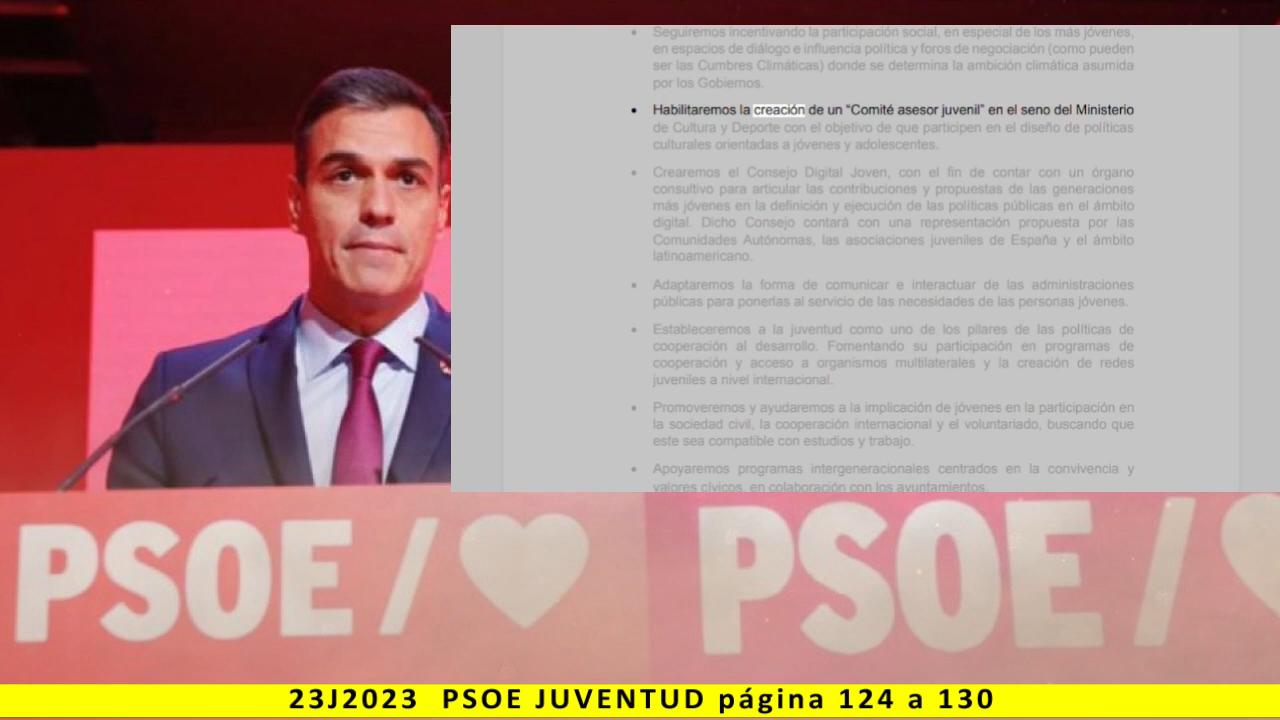 • Seguiremos incentivando la participación social, en especial de los más jóvenes,
en espacios de diálogo e influencia política y foros de negociación (como pueden
ser las Cumbres Climáticas) donde se determina la ambición climática asumida
por los Gobiernos.
• Habilitaremos la creación de un “Comité asesor juvenil” en el seno del Ministerio
de Cultura y Deporte con el objetivo de que participen en el diseño de políticas
culturales orientadas a jóvenes y adolescentes.
• Crearemos el Consejo Digital Joven, con el fin de contar con un órgano
consultivo para articular las contribuciones y propuestas de las generaciones
más jóvenes en la definición y ejecución de las políticas públicas en el ámbito
digital. Dicho Consejo contará con una representación propuesta por las
Comunidades Autónomas, las asociaciones juveniles de España y el ámbito
latinoamericano.
• Adaptaremos la forma de comunicar e interactuar de las administraciones
públicas para ponerlas al servicio de las necesidades de las personas jóvenes.
• Estableceremos a la juventud como uno de los pilares de las políticas de
cooperación al desarrollo. Fomentando su participación en programas de
cooperación y acceso a organismos multilaterales y la creación de redes
juveniles a nivel internacional.
• Promoveremos y ayudaremos a la implicación de jóvenes en la participación en
la sociedad civil, la cooperación internacional y el voluntariado, buscando que
este sea compatible con estudios y trabajo.
• Apoyaremos programas intergeneracionales centrados en la convivencia y
valores cívicos, en colaboración con los ayuntamientos.
PSOE /
PSOE /
23J2023 PSOE JUVENTUD página 124 a 130